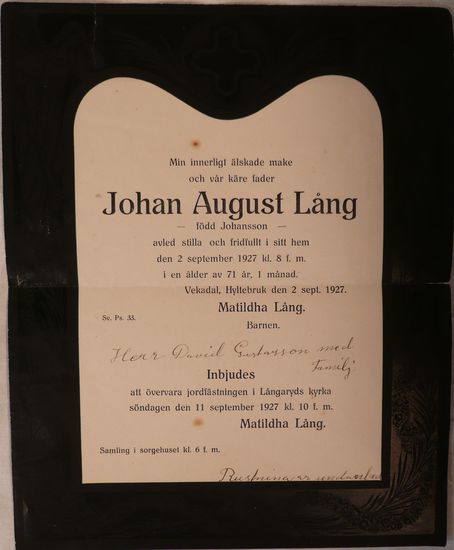 Min innerligt älskade make
och vår käre fader
Johan August Lång
— född Johansson —
avled stilla och fridfullt i sitt hem
den 2 september 1927 kl. 8 f. m.
i en ålder av 71 år, 1 månad.
Vekadal, Hyltebruk den 2 sept. 1927.
Matildha Lång.
Barnen.
Se. Ps. 33.
Herr David Gustavsson med
Familj
Inbjudes
att övervara jordfästningen i Långaryds kyrka
söndagen den 11 september 1927 kl. 10 f. m.
Matildha Lång.
Samling i sorgehuset kl. 6 f. m.